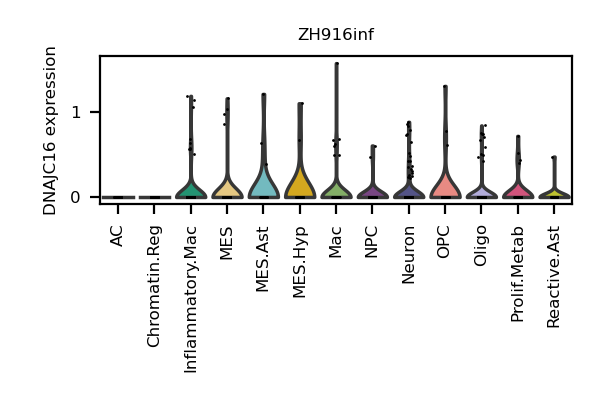 ZH916inf
DNAJC16 expression
1
0
AC
Chromatin.Reg
Inflammatory.Mac
MES
MES.Ast
MES.Hyp
Mac
NPC
Neuron
OPC
Oligo
Prolif.Metab
Reactive.Ast